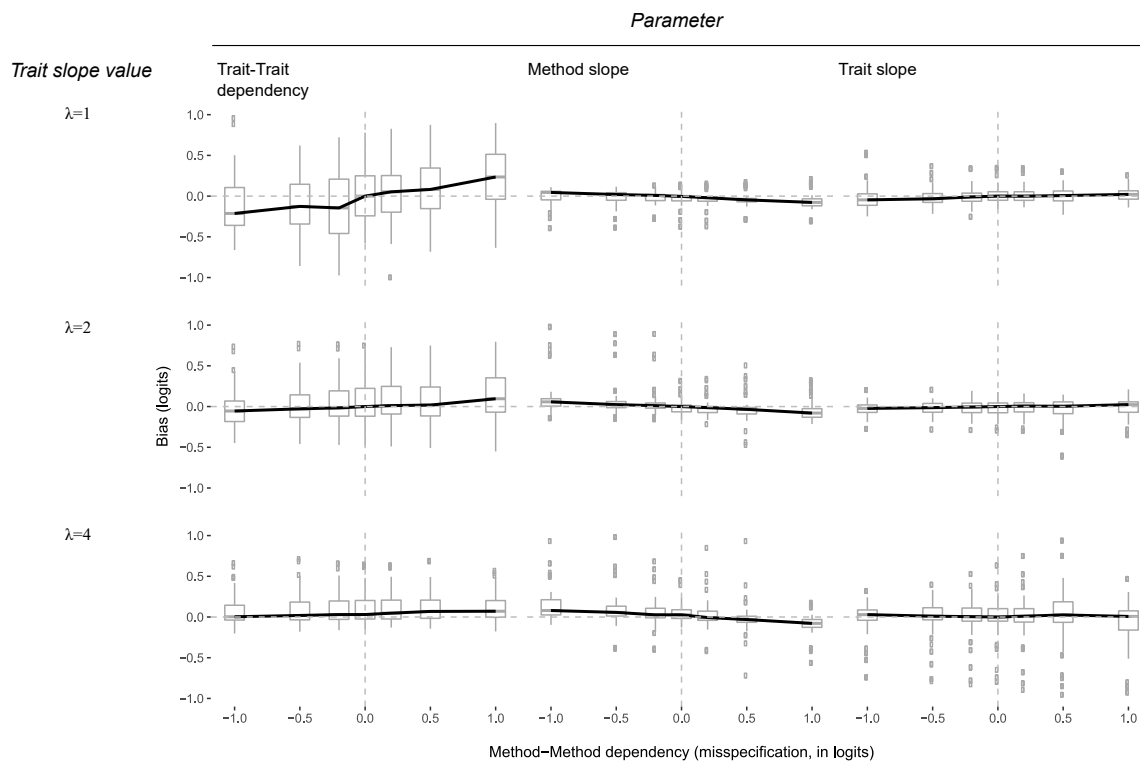 Parameter
Trait slope value
Trait-Trait
dependency
Method slope
Trait slope
λ=1
1.0
0.5
0.0
−0.5
−1.0
λ=2
1.0
0.5
0.0
−0.5
−1.0
Bias (logits)
λ=4
1.0
0.5
0.0
−0.5
−1.0
−1.0 −0.5 0.0 0.5 1.0 −1.0 −0.5 0.0 0.5 1.0 −1.0 −0.5 0.0 0.5 1.0
Method−Method dependency (misspecification, in logits)